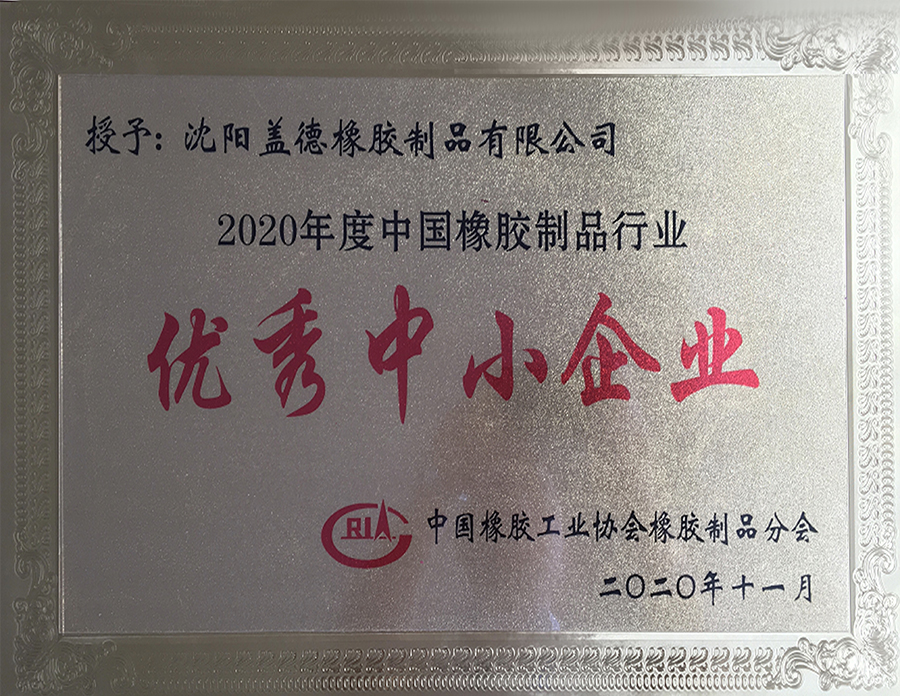 授予：沈阳盖德橡胶制品有限公司
2020年度中国橡胶制品行业
优秀中小企业
CRIA 中国橡胶工业协会橡胶制品分会
二〇二〇年十一月